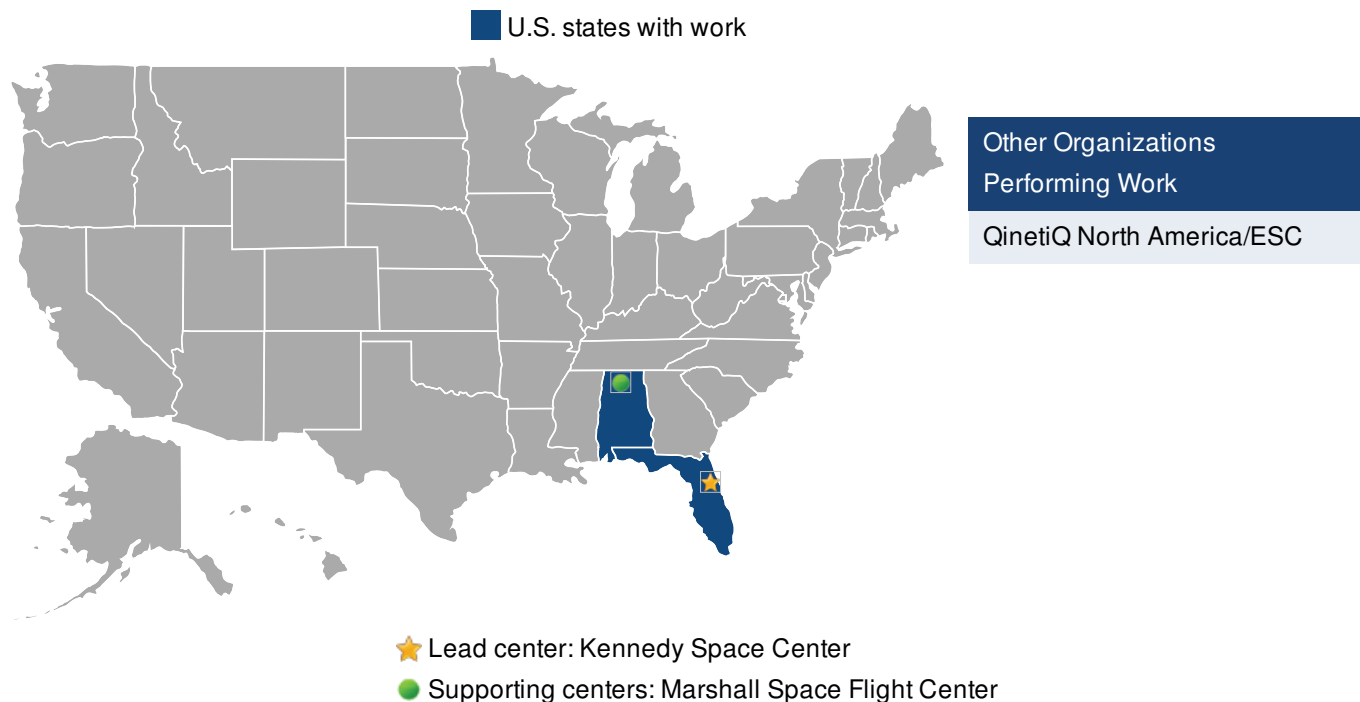 U.S. states with work
Other Organizations
Performing Work
QinetiQ North America/ESC
Lead center: Kennedy Space Center
Supporting centers: Marshall Space Flight Center